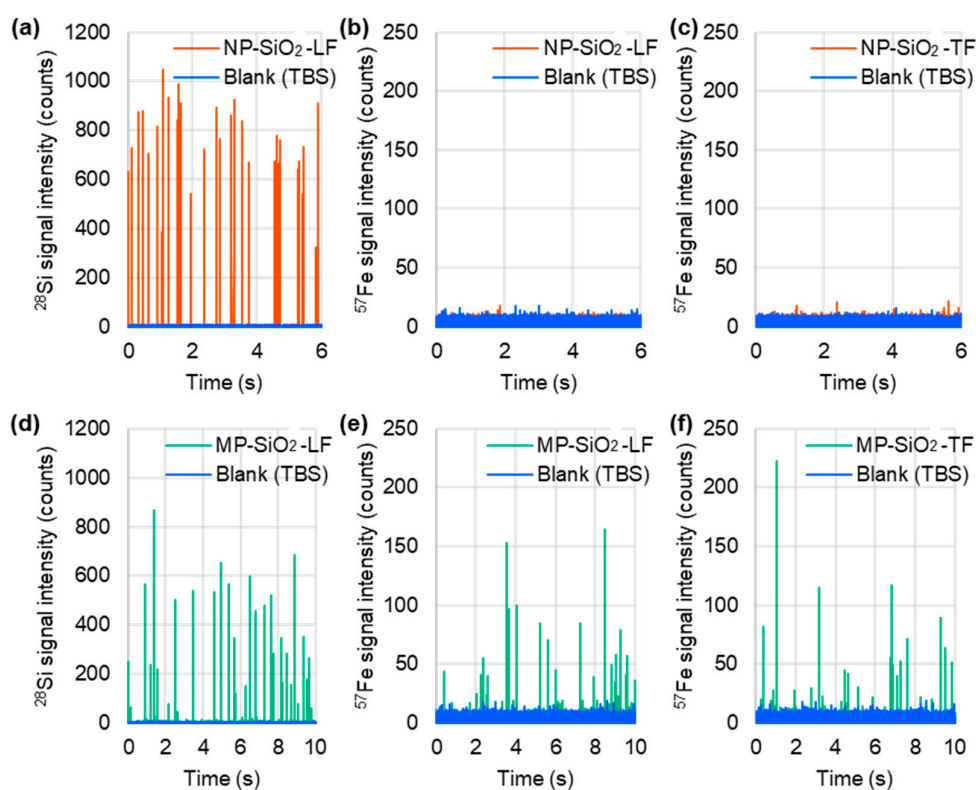 (a)
1200
1000
800
600
400
200
0
²⁸Si signal intensity (counts)
NP-SiO₂-LF
Blank (TBS)
0 2 4 6
Time (s)
(b)
250
200
150
100
50
0
⁵⁷Fe signal intensity (counts)
NP-SiO₂-LF
Blank (TBS)
0 2 4 6
Time (s)
(c)
250
200
150
100
50
0
⁵⁷Fe signal intensity (counts)
NP-SiO₂-TF
Blank (TBS)
0 2 4 6
Time (s)
(d)
1200
1000
800
600
400
200
0
²⁸Si signal intensity (counts)
MP-SiO₂-LF
Blank (TBS)
0 2 4 6 8 10
Time (s)
(e)
250
200
150
100
50
0
⁵⁷Fe signal intensity (counts)
MP-SiO₂-LF
Blank (TBS)
0 2 4 6 8 10
Time (s)
(f)
250
200
150
100
50
0
⁵⁷Fe signal intensity (counts)
MP-SiO₂-TF
Blank (TBS)
0 2 4 6 8 10
Time (s)